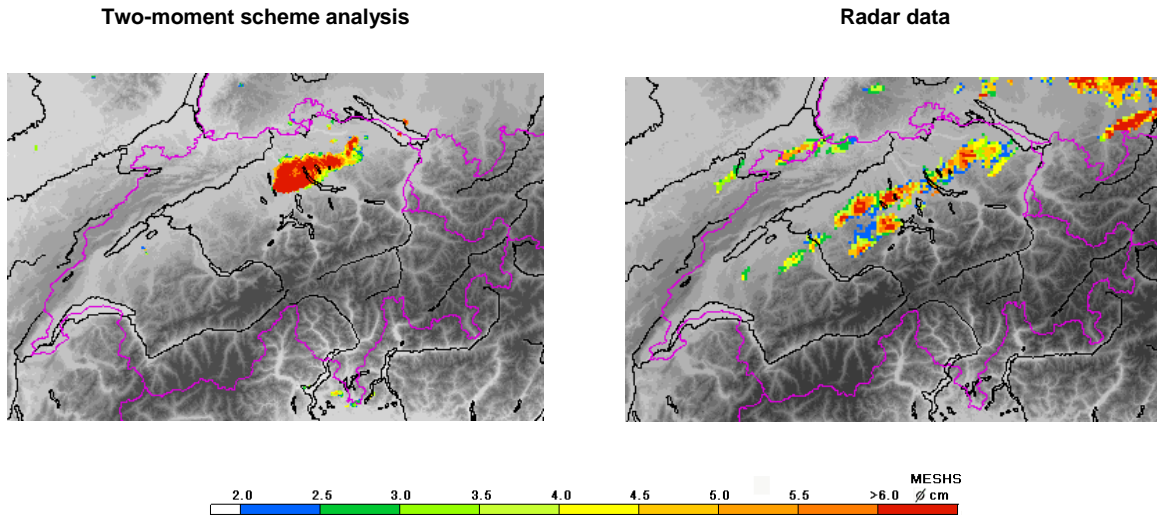 Two-moment scheme analysis
Radar data
MESHS
2.0 2.5 3.0 3.5 4.0 4.5 5.0 5.5 >6.0 ø cm